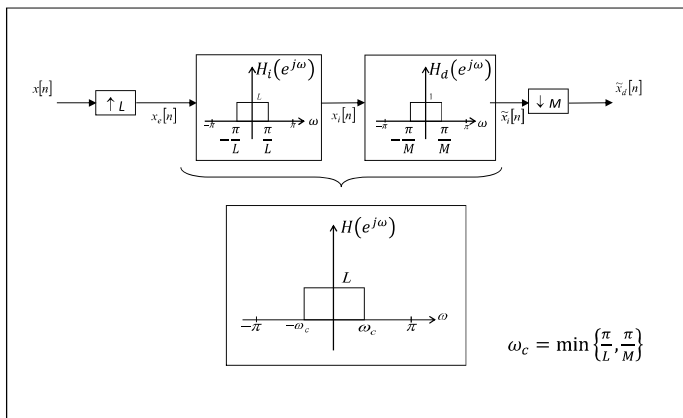 x[n]
↑ L
x_e[n]
H_i(e^{jω})
L
-π
π
ω
-π/L
π/L
x_i[n]
H_d(e^{jω})
1
-π
π
ω
-π/M
π/M
x̃_i[n]
↓ M
x̃_d[n]
H(e^{jω})
L
-π
-ω_c
ω_c
π
ω
ω_c = min{π/L, π/M}